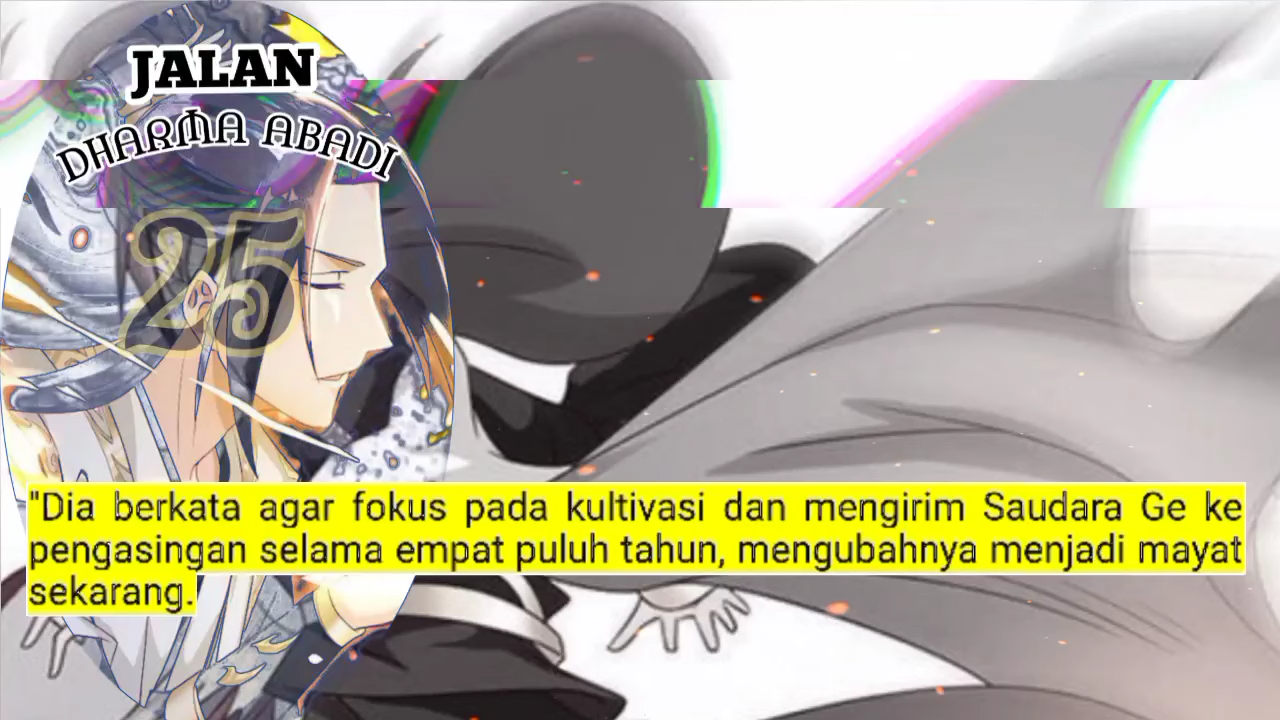 JALAN
DHARMA ABADI
25
"Dia berkata agar fokus pada kultivasi dan mengirim Saudara Ge ke
pengasingan selama empat puluh tahun, mengubahnya menjadi mayat
sekarang.